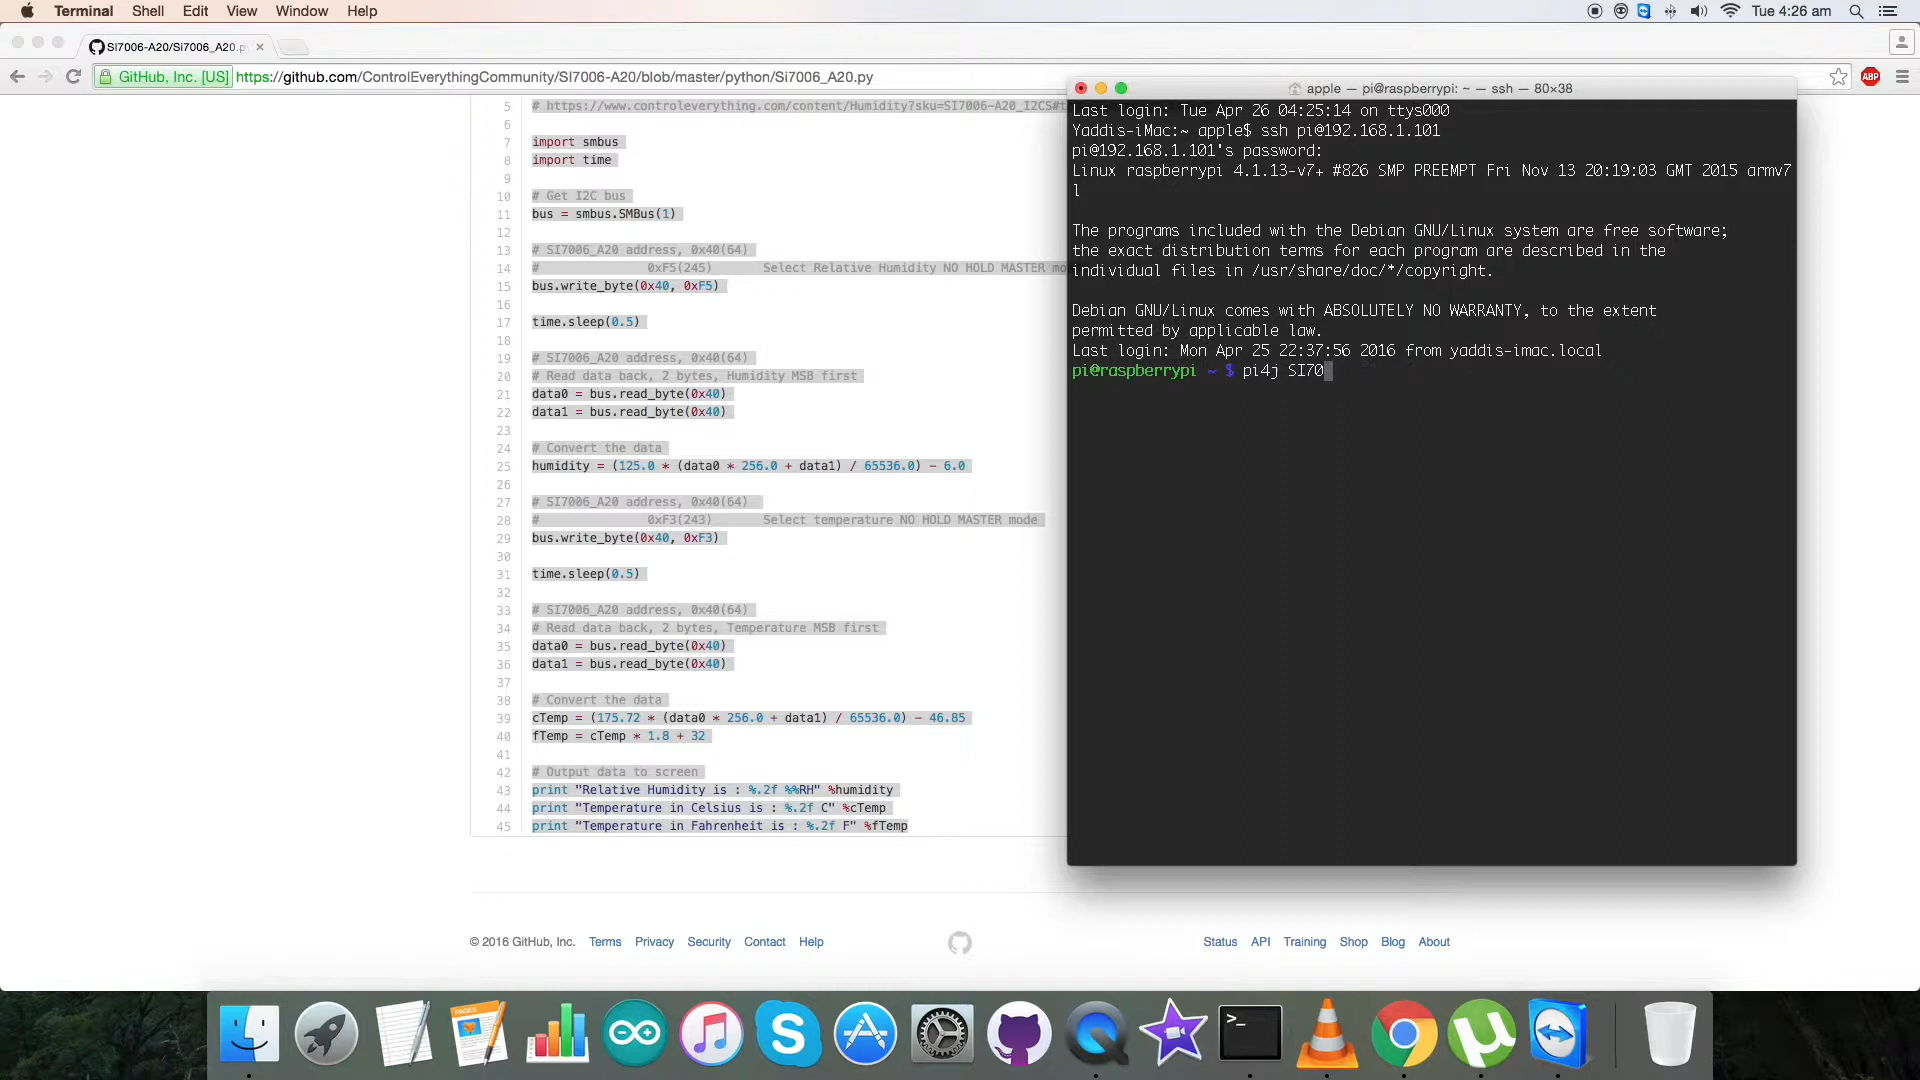 Terminal Shell Edit View Window Help Tue 4:26 am
SI7006-A20/Si7006_A20.p
GitHub, Inc. [US] https://github.com/ControlEverythingCommunity/SI7006-A20/blob/master/python/Si7006_A20.py ABP
5 # https://www.controleverything.com/content/Humidity?sku=SI7006-A20_I2CS#t
6
7 import smbus
8 import time
9
10 # Get I2C bus
11 bus = smbus.SMBus(1)
12
13 # SI7006_A20 address, 0x40(64)
14 # 0xF5(245) Select Relative Humidity NO HOLD MASTER mo
15 bus.write_byte(0x40, 0xF5)
16
17 time.sleep(0.5)
18
19 # SI7006_A20 address, 0x40(64)
20 # Read data back, 2 bytes, Humidity MSB first
21 data0 = bus.read_byte(0x40)
22 data1 = bus.read_byte(0x40)
23
24 # Convert the data
25 humidity = (125.0 * (data0 * 256.0 + data1) / 65536.0) - 6.0
26
27 # SI7006_A20 address, 0x40(64)
28 # 0xF3(243) Select temperature NO HOLD MASTER mode
29 bus.write_byte(0x40, 0xF3)
30
31 time.sleep(0.5)
32
33 # SI7006_A20 address, 0x40(64)
34 # Read data back, 2 bytes, Temperature MSB first
35 data0 = bus.read_byte(0x40)
36 data1 = bus.read_byte(0x40)
37
38 # Convert the data
39 cTemp = (175.72 * (data0 * 256.0 + data1) / 65536.0) - 46.85
40 fTemp = cTemp * 1.8 + 32
41
42 # Output data to screen
43 print "Relative Humidity is : %.2f %%RH" %humidity
44 print "Temperature in Celsius is : %.2f C" %cTemp
45 print "Temperature in Fahrenheit is : %.2f F" %fTemp
apple — pi@raspberrypi: ~ — ssh — 80×38
Last login: Tue Apr 26 04:25:14 on ttys000
Yaddis-iMac:~ apple$ ssh pi@192.168.1.101
pi@192.168.1.101's password:
Linux raspberrypi 4.1.13-v7+ #826 SMP PREEMPT Fri Nov 13 20:19:03 GMT 2015 armv7
l
The programs included with the Debian GNU/Linux system are free software;
the exact distribution terms for each program are described in the
individual files in /usr/share/doc/*/copyright.
Debian GNU/Linux comes with ABSOLUTELY NO WARRANTY, to the extent
permitted by applicable law.
Last login: Mon Apr 25 22:37:56 2016 from yaddis-imac.local
pi@raspberrypi ~ $ pi4j SI70
© 2016 GitHub, Inc. Terms Privacy Security Contact Help Status API Training Shop Blog About
PAGES